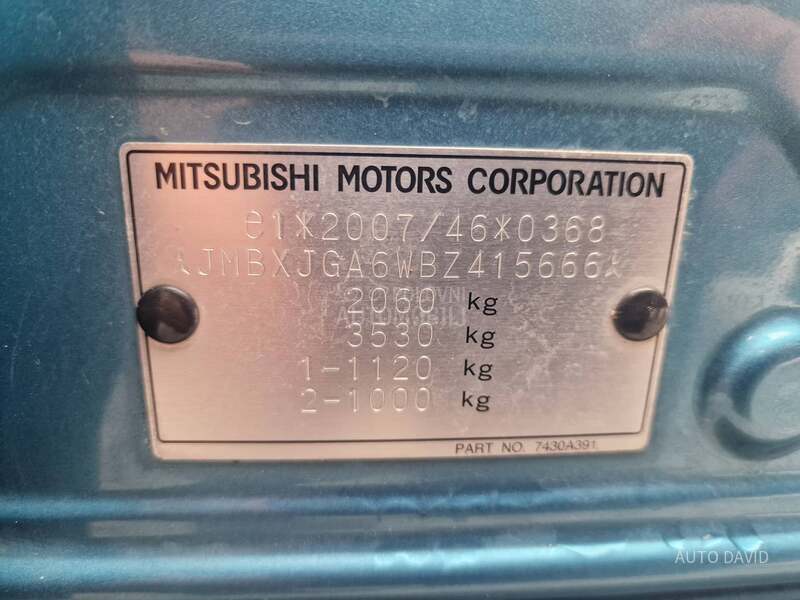 MITSUBISHI MOTORS CORPORATION
e1*2007/46*0368
JMBXJGA6WBZ415666
2060 kg
3530 kg
1-1120 kg
2-1000 kg
PART NO. 7430A391
AUTO DAVID